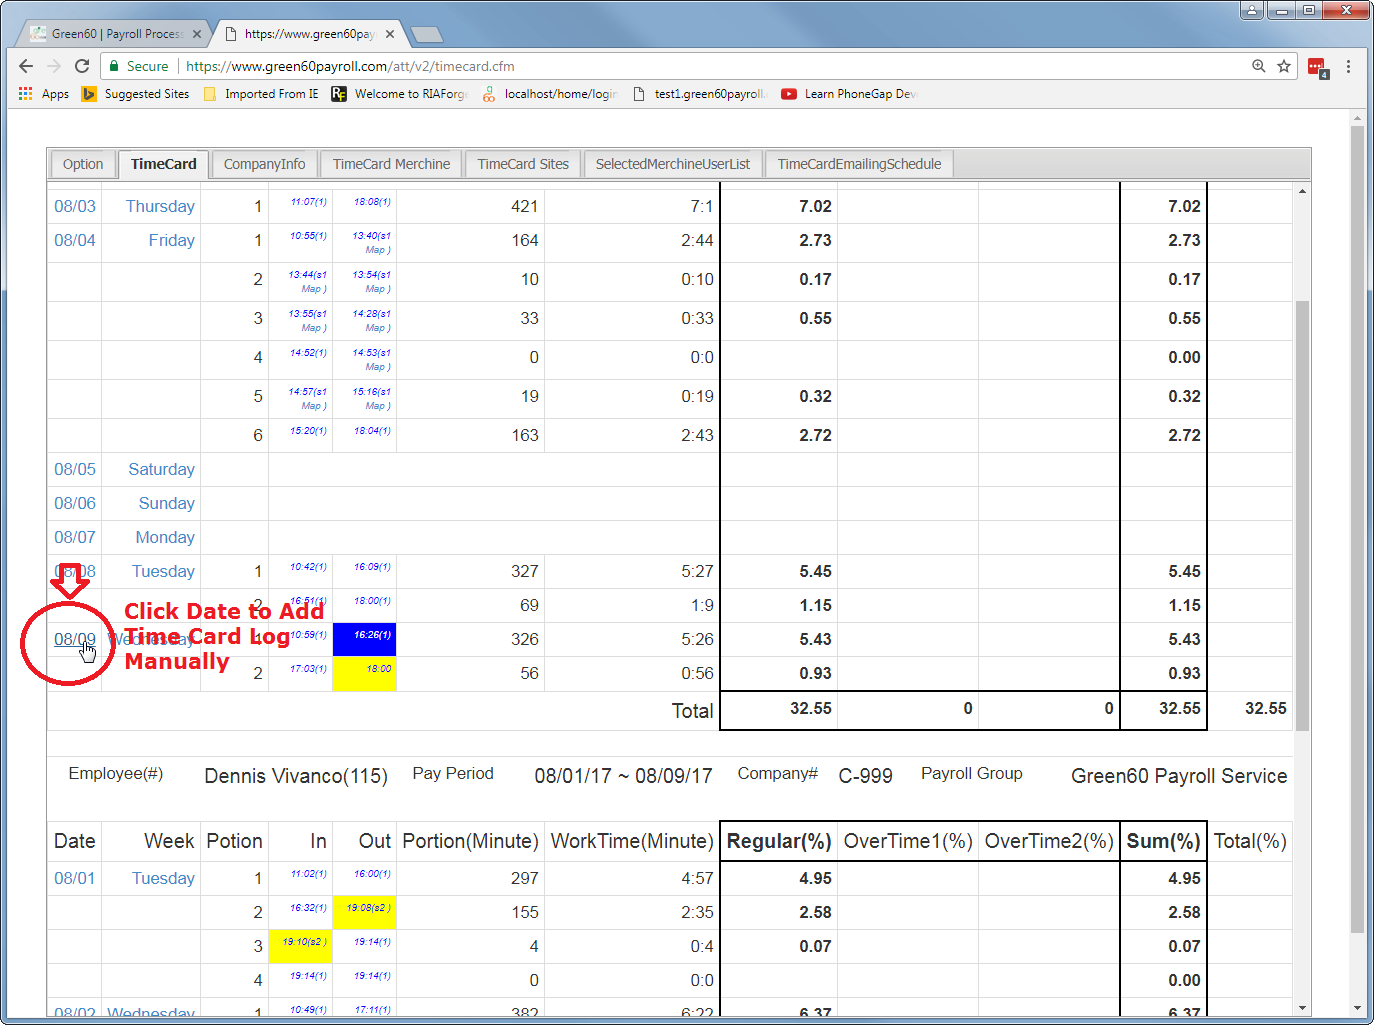 Green60 | Payroll Process
https://www.green60pay
Secure https://www.green60payroll.com/att/v2/timecard.cfm
4
Apps Suggested Sites Imported From IE RF Welcome to RIAForge localhost/home/login test1.green60payroll. Learn PhoneGap Dev
Option TimeCard CompanyInfo TimeCard Merchine TimeCard Sites SelectedMerchineUserList TimeCardEmailingSchedule
08/03 Thursday 1 11:07(1) 18:08(1) 421 7:1 7.02 7.02
08/04 Friday 1 10:55(1) 13:40(s1 Map ) 164 2:44 2.73 2.73
2 13:44(s1 Map ) 13:54(s1 Map ) 10 0:10 0.17 0.17
3 13:55(s1 Map ) 14:28(s1 Map ) 33 0:33 0.55 0.55
4 14:52(1) 14:53(s1 Map ) 0 0:0 0.00
5 14:57(s1 Map ) 15:16(s1 Map ) 19 0:19 0.32 0.32
6 15:20(1) 18:04(1) 163 2:43 2.72 2.72
08/05 Saturday
08/06 Sunday
08/07 Monday
08/08 Tuesday 1 10:42(1) 16:09(1) 327 5:27 5.45 5.45
2 16:51(1) 18:00(1) 69 1:9 1.15 1.15
08/09 Wednesday 1 10:59(1) 16:26(1) 326 5:26 5.43 5.43
2 17:03(1) 18:00 56 0:56 0.93 0.93
Click Date to Add
Time Card Log
Manually
Total 32.55 0 0 32.55 32.55
Employee(#) Dennis Vivanco(115) Pay Period 08/01/17 ~ 08/09/17 Company# C-999 Payroll Group Green60 Payroll Service
Date Week Potion In Out Portion(Minute) WorkTime(Minute) Regular(%) OverTime1(%) OverTime2(%) Sum(%) Total(%)
08/01 Tuesday 1 11:02(1) 16:00(1) 297 4:57 4.95 4.95
2 16:32(1) 19:08(s2 ) 155 2:35 2.58 2.58
3 19:10(s2 ) 19:14(1) 4 0:4 0.07 0.07
4 19:14(1) 19:14(1) 0 0:0 0.00
08/02 Wednesday 1 10:49(1) 17:11(1) 382 6:22 6.37 6.37